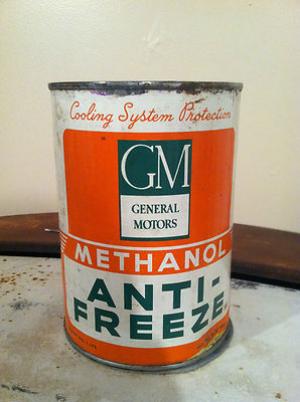 Cooling System Protection
GM
GENERAL
MOTORS
METHANOL
ANTI-
FREEZE